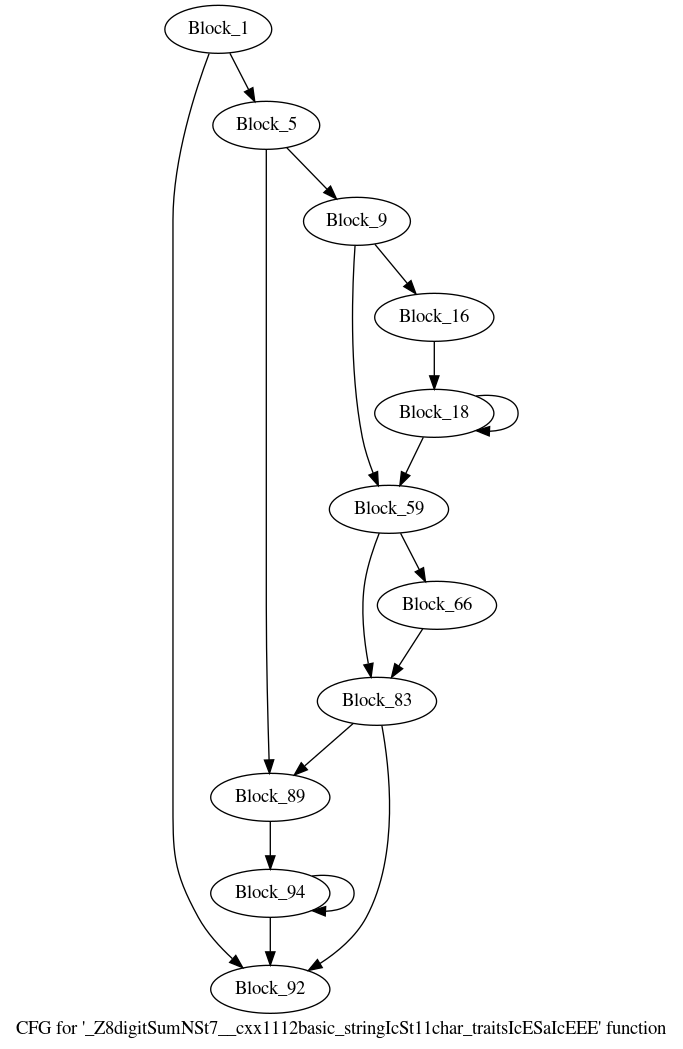 Block_1
Block_5
Block_9
Block_16
Block_18
Block_59
Block_66
Block_83
Block_89
Block_94
Block_92
CFG for '_Z8digitSumNSt7__cxx1112basic_stringIcSt11char_traitsIcESaIcEEE' function